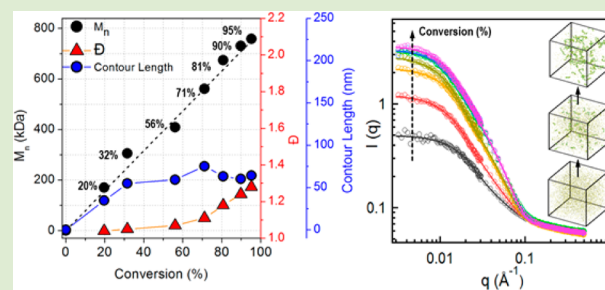 Mn
Đ
Contour Length
20%
32%
56%
71%
81%
90%
95%
800
600
400
200
0
Mn (kDa)
0 20 40 60 80 100
Conversion (%)
2.2
2.0
1.8
1.6
1.4
1.2
1.0
Đ
250
200
150
100
50
0
Contour Length (nm)
Conversion (%)
1
0.1
I (q)
0.01 0.1
q (Å-1)